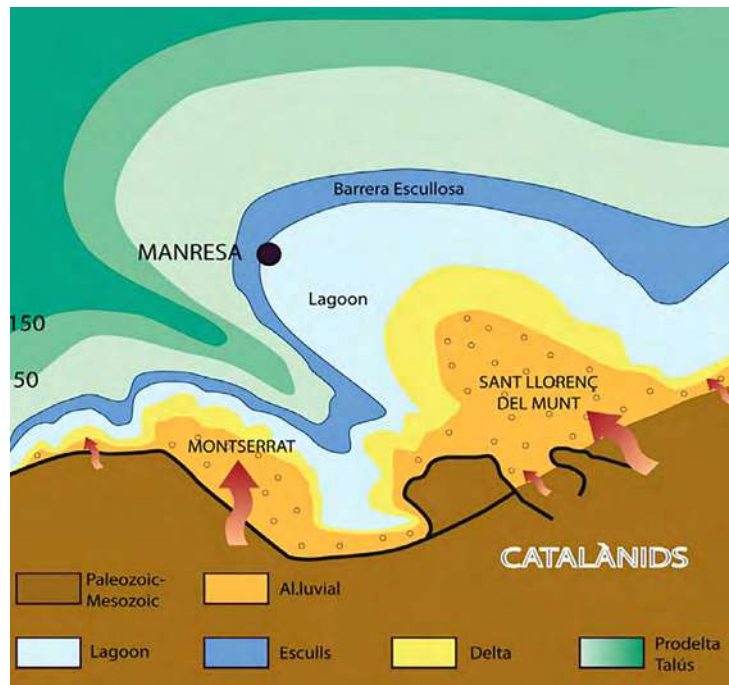 Barrera Escullosa
MANRESA
Lagoon
150
50
SANT LLORENÇ
DEL MUNT
MONTSERRAT
CATALÀNIDS
Paleozoic-
Mesozoic
Al.luvial
Lagoon
Esculls
Delta
Prodelta
Talús